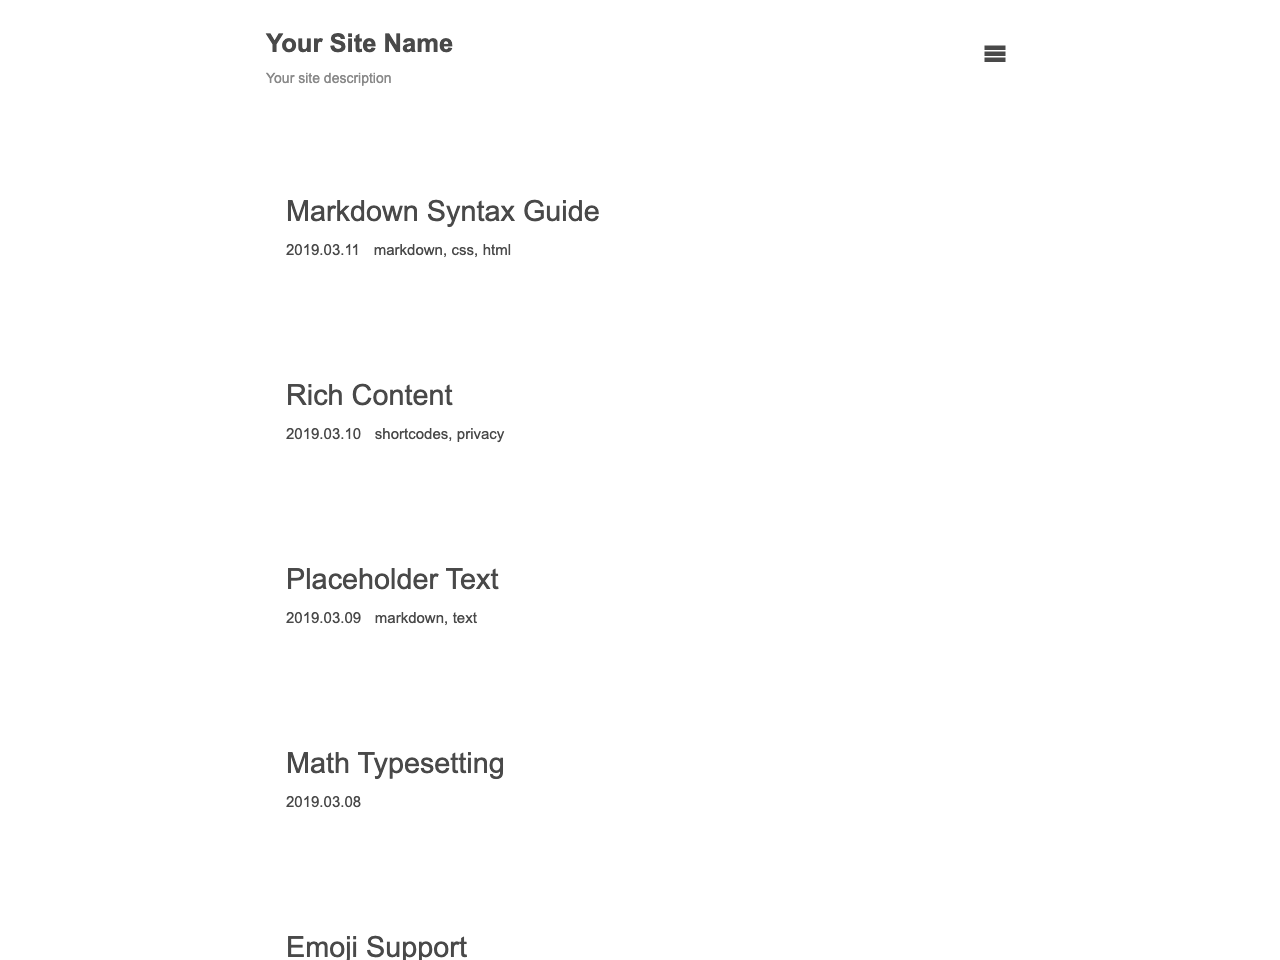 Your Site Name
Your site description
Markdown Syntax Guide
2019.03.11 markdown, css, html
Rich Content
2019.03.10 shortcodes, privacy
Placeholder Text
2019.03.09 markdown, text
Math Typesetting
2019.03.08
Emoji Support